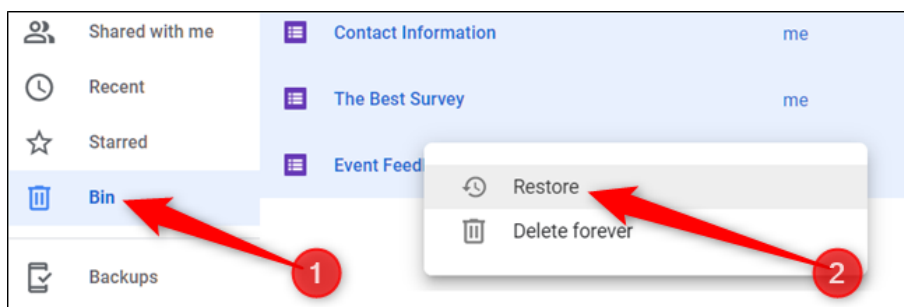 Shared with me
Contact Information
me
Recent
The Best Survey
me
Starred
Event Feed
Restore
Bin
Delete forever
1
2
Backups